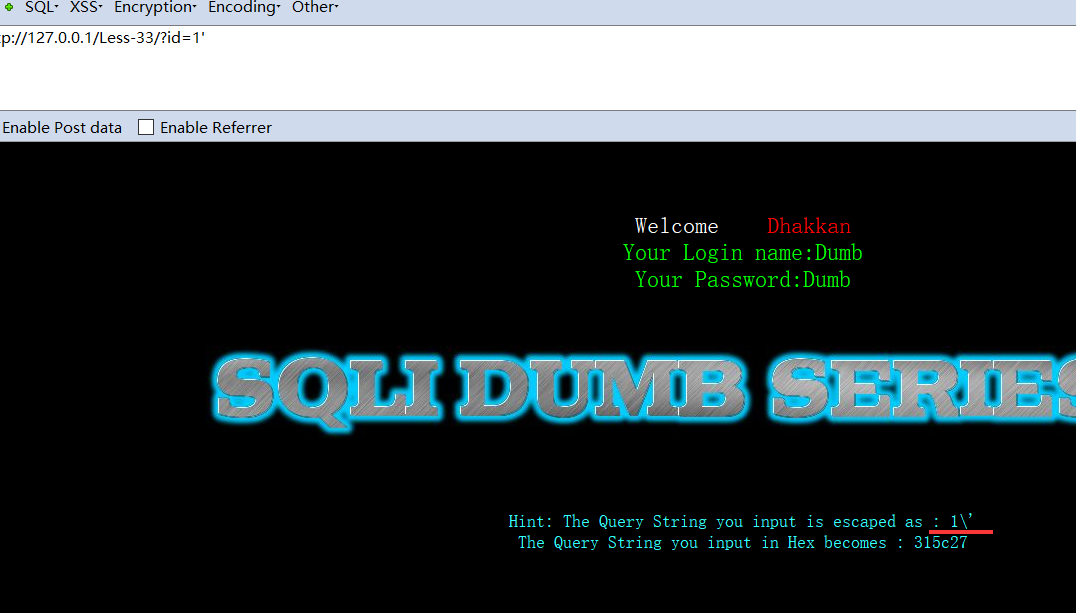 SQL XSS Encryption Encoding Other
tp://127.0.0.1/Less-33/?id=1'
Enable Post data Enable Referrer
Welcome Dhakkan
Your Login name:Dumb
Your Password:Dumb
SQLI DUMB SERIES
Hint: The Query String you input is escaped as : 1\'
The Query String you input in Hex becomes : 315c27